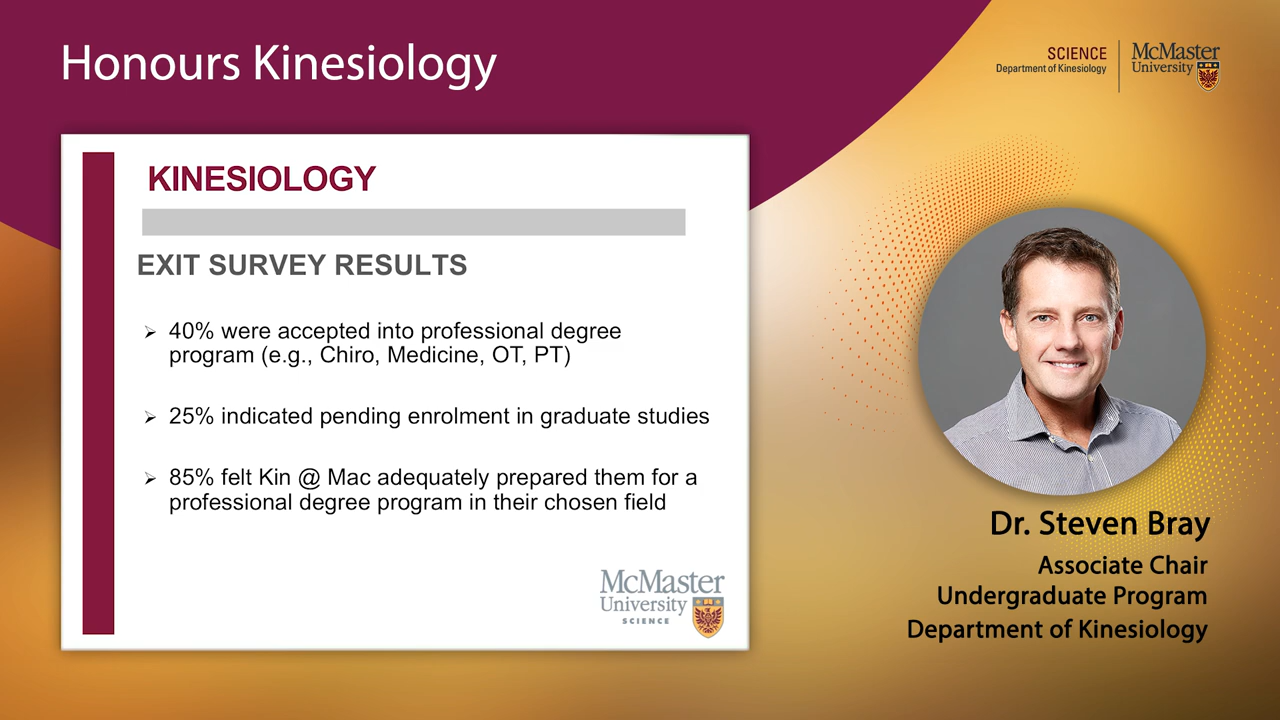 Honours Kinesiology
SCIENCE
Department of Kinesiology
McMaster
University
KINESIOLOGY
EXIT SURVEY RESULTS
➢ 40% were accepted into professional degree
program (e.g., Chiro, Medicine, OT, PT)
➢ 25% indicated pending enrolment in graduate studies
➢ 85% felt Kin @ Mac adequately prepared them for a
professional degree program in their chosen field
McMaster
University
SCIENCE
Dr. Steven Bray
Associate Chair
Undergraduate Program
Department of Kinesiology